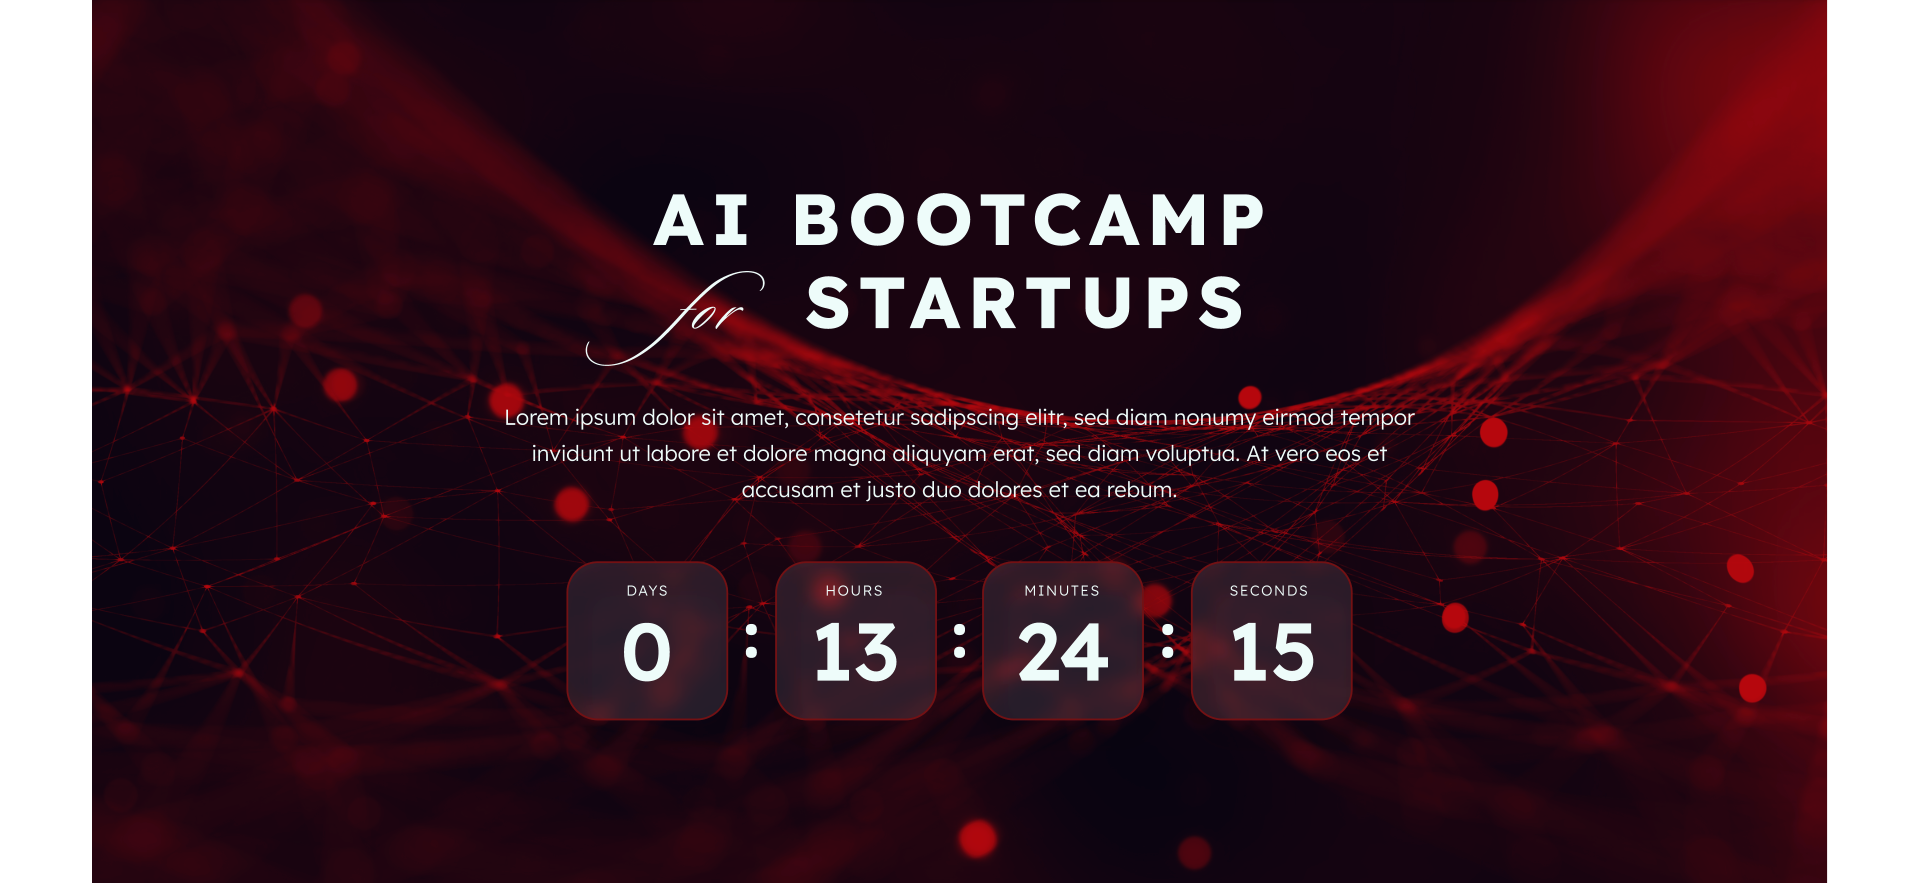 AI BOOTCAMP
for STARTUPS
Lorem ipsum dolor sit amet, consetetur sadipscing elitr, sed diam nonumy eirmod tempor
invidunt ut labore et dolore magna aliquyam erat, sed diam voluptua. At vero eos et
accusam et justo duo dolores et ea rebum.
DAYS HOURS MINUTES SECONDS
0 : 13 : 24 : 15